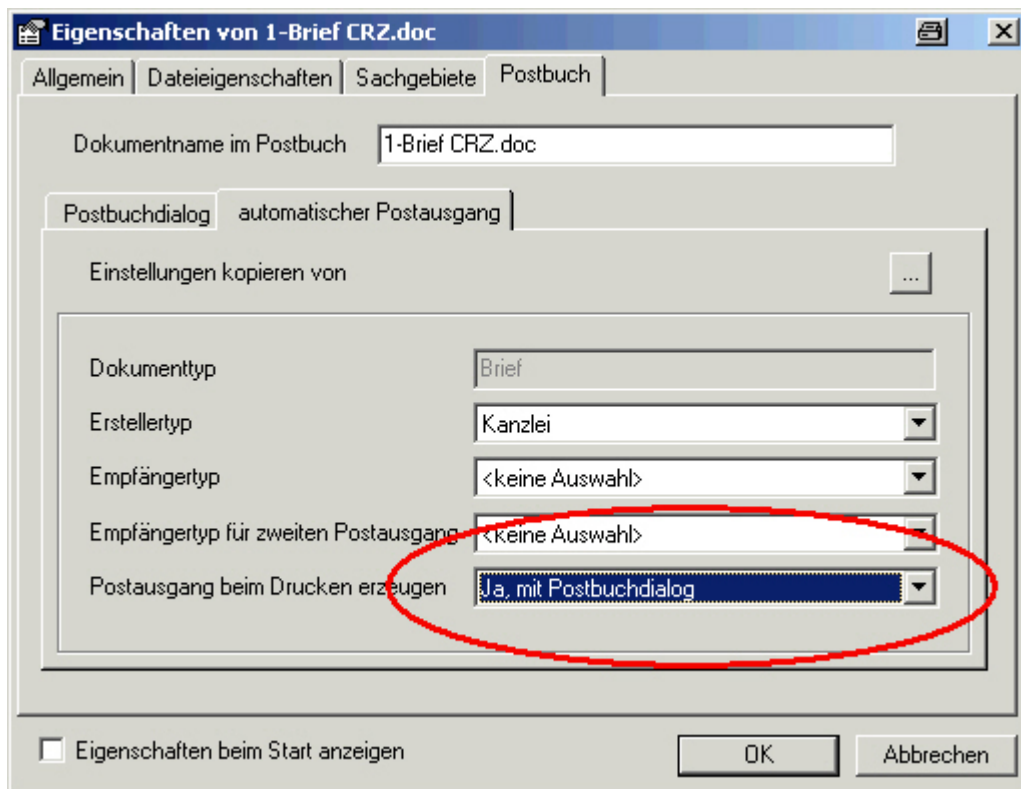 Eigenschaften von 1-Brief CRZ.doc
Allgemein Dateieigenschaften Sachgebiete Postbuch
Dokumentname im Postbuch 1-Brief CRZ.doc
Postbuchdialog automatischer Postausgang
Einstellungen kopieren von ...
Dokumenttyp Brief
Erstellertyp Kanzlei
Empfängertyp <keine Auswahl>
Empfängertyp für zweiten Postausgang <keine Auswahl>
Postausgang beim Drucken erzeugen Ja, mit Postbuchdialog
Eigenschaften beim Start anzeigen OK Abbrechen